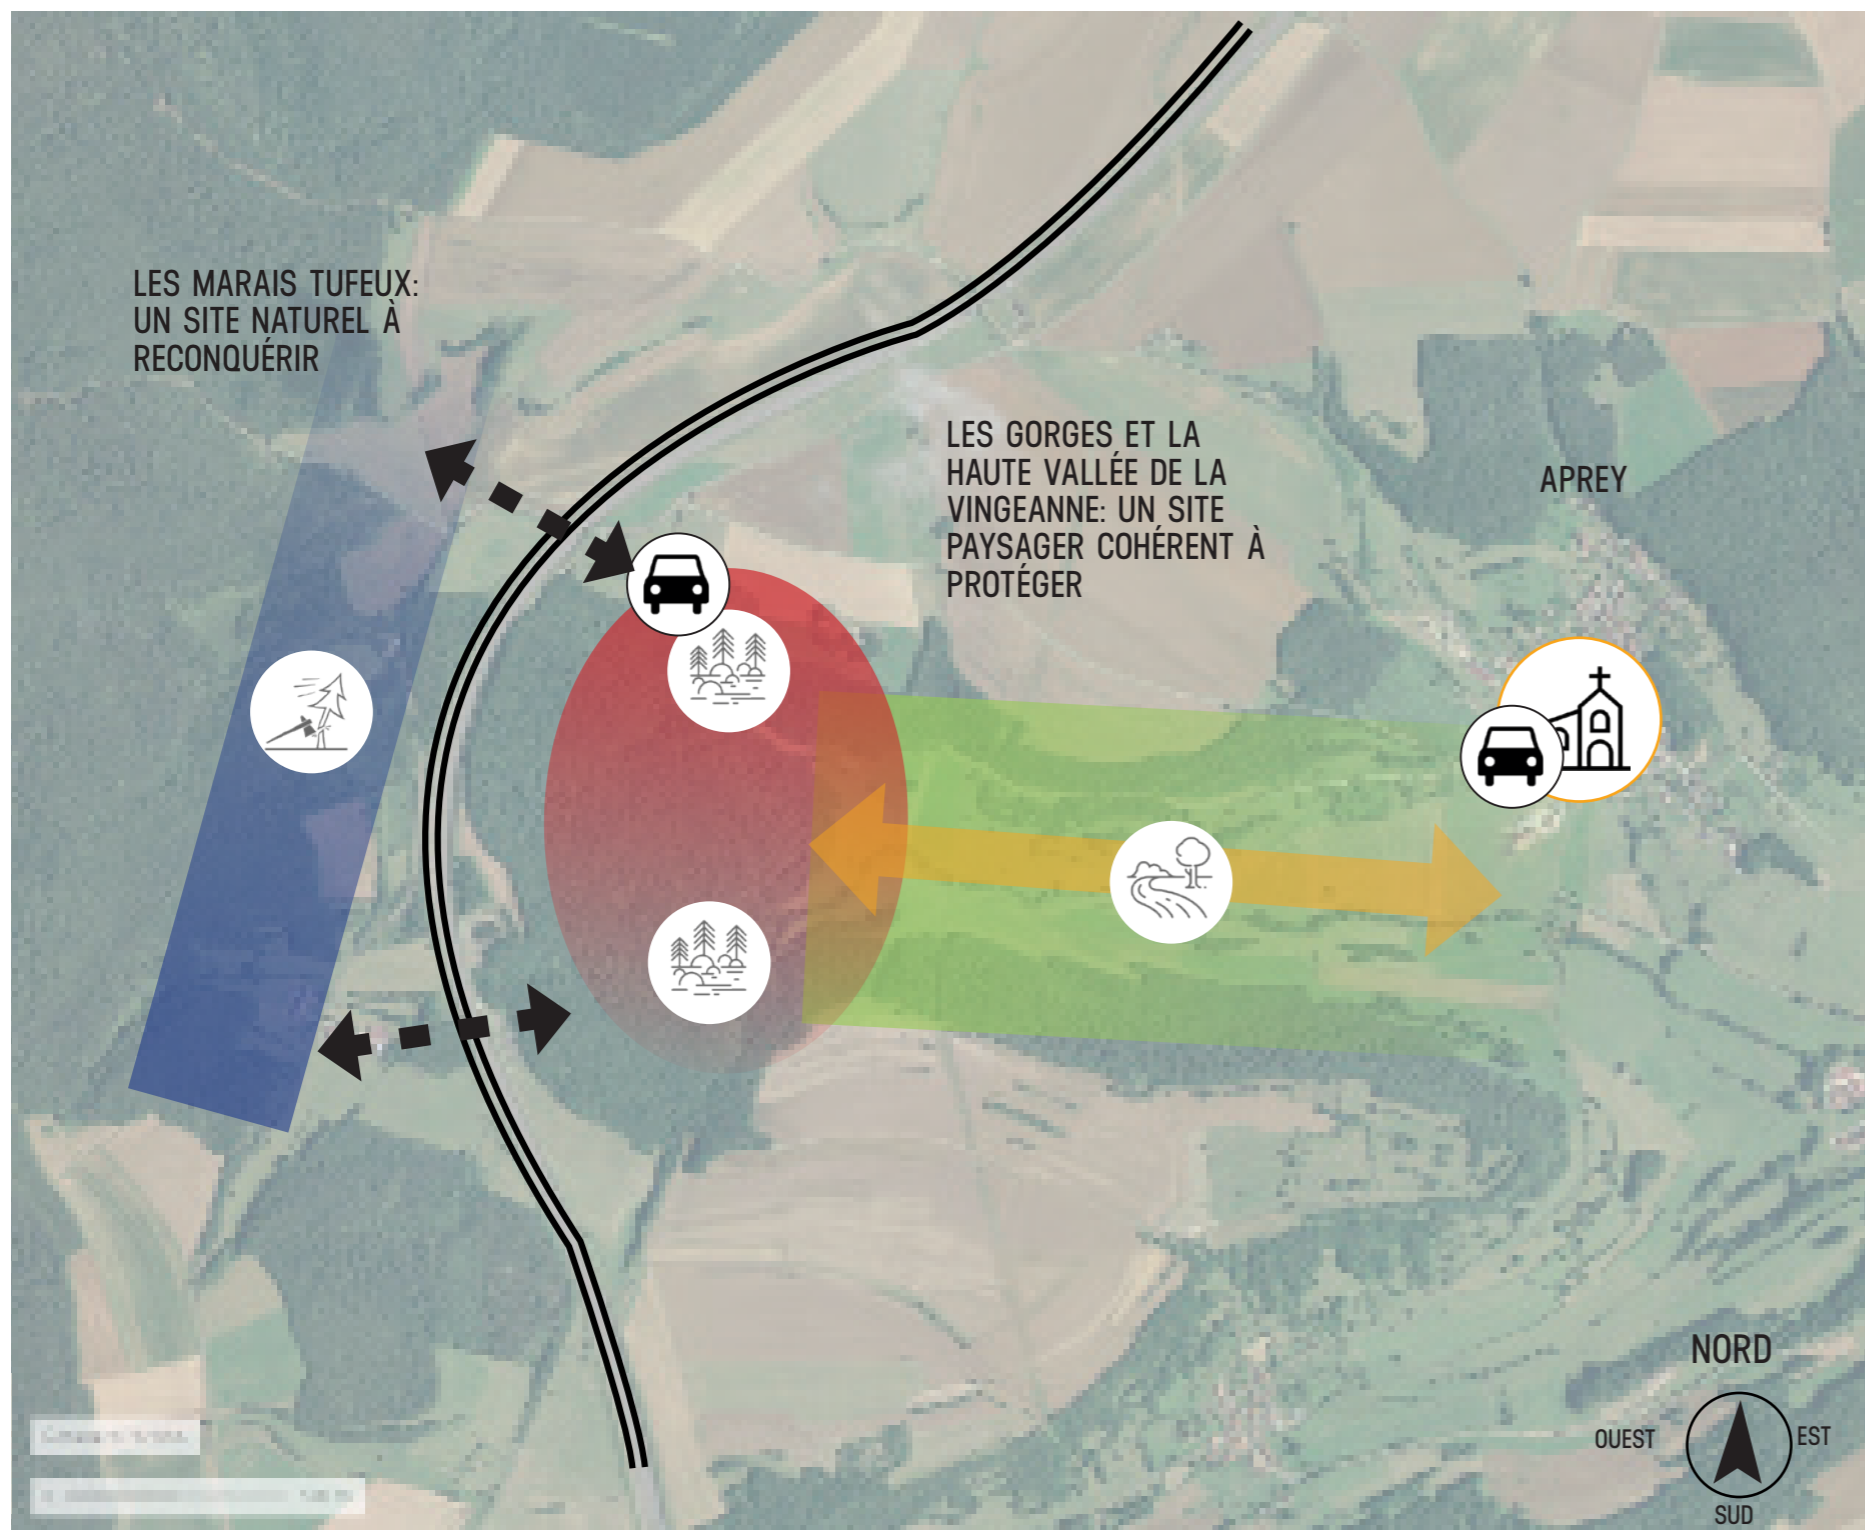 LES MARAIS TUFEUX:
UN SITE NATUREL À
RECONQUÉRIR
LES GORGES ET LA
HAUTE VALLÉE DE LA
VINGEANNE: UN SITE
PAYSAGER COHÉRENT À
PROTÉGER
APREY
NORD
OUEST
EST
SUD